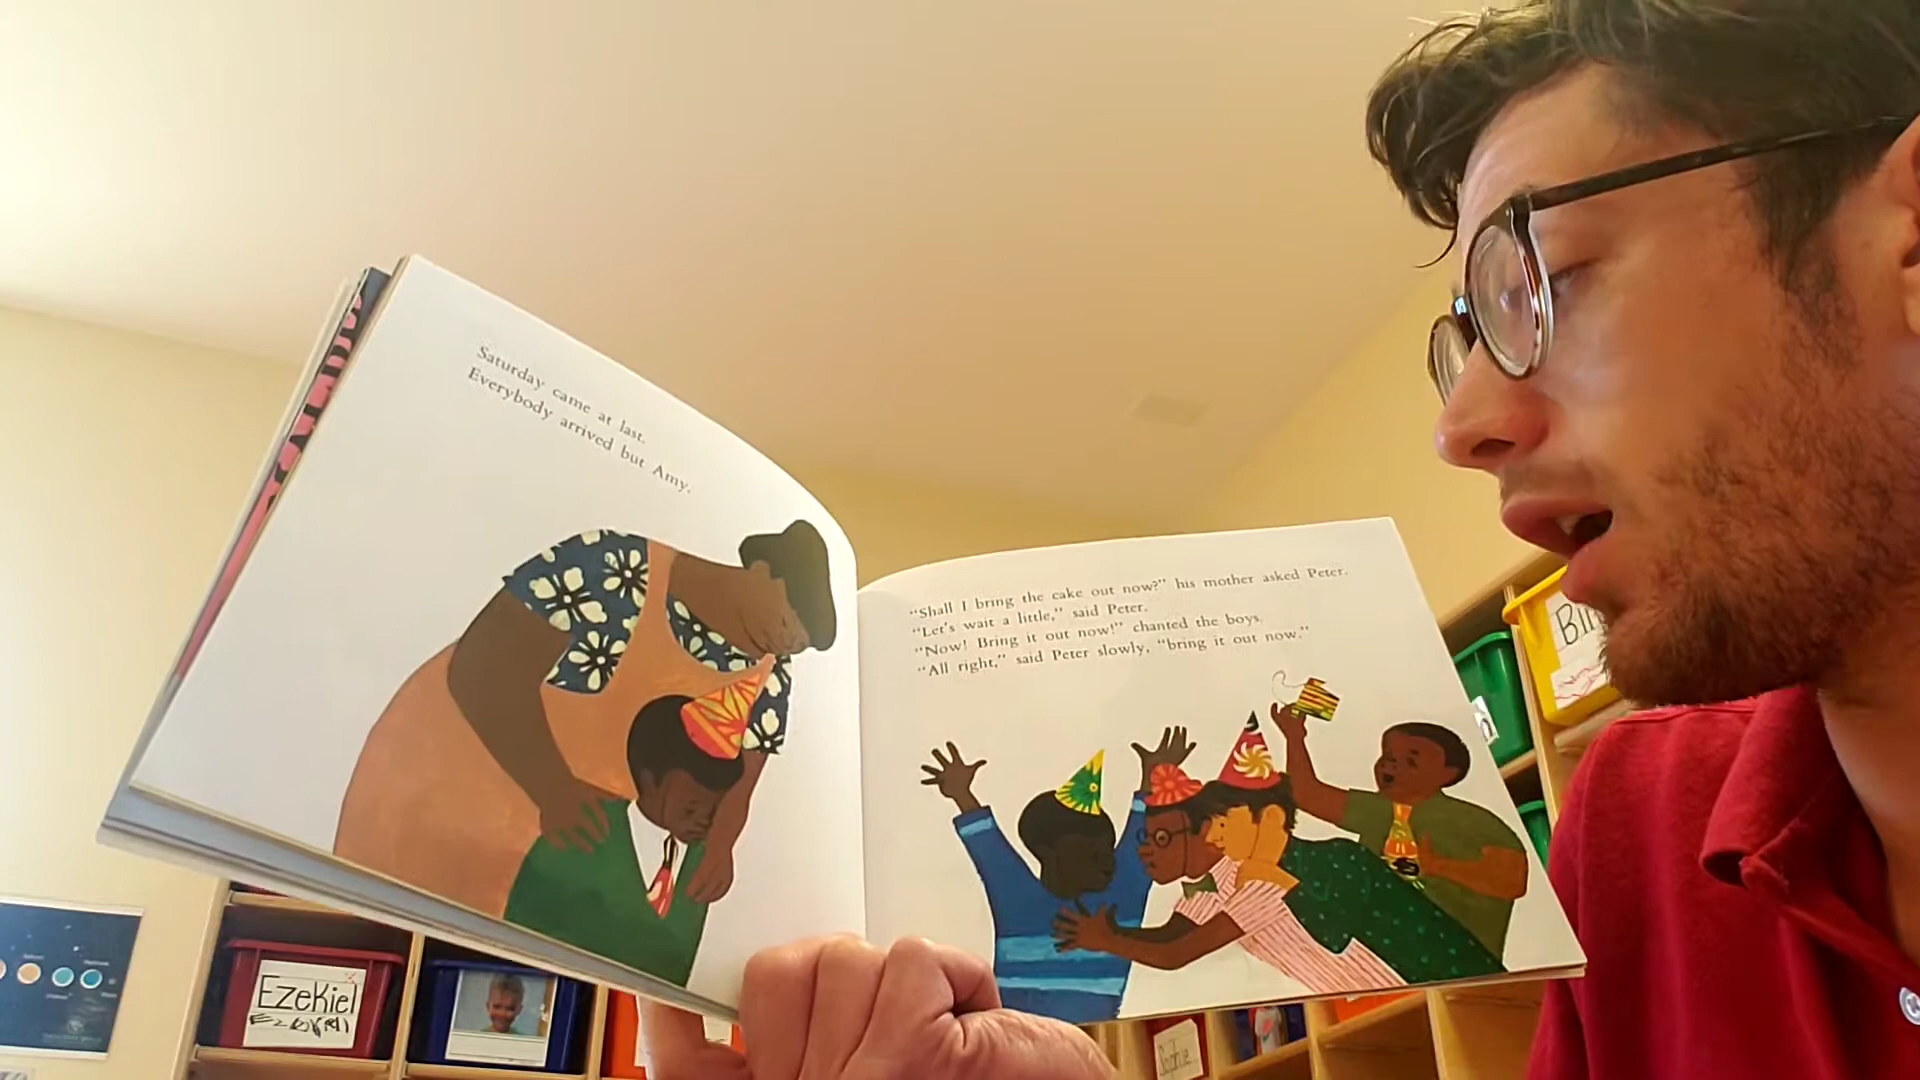 Saturday came at last.
Everybody arrived but Amy.
"Shall I bring the cake out now?" his mother asked Peter.
"Let's wait a little," said Peter.
"Now! Bring it out now!" chanted the boys.
"All right," said Peter slowly, "bring it out now."
Ezekiel
Sophie